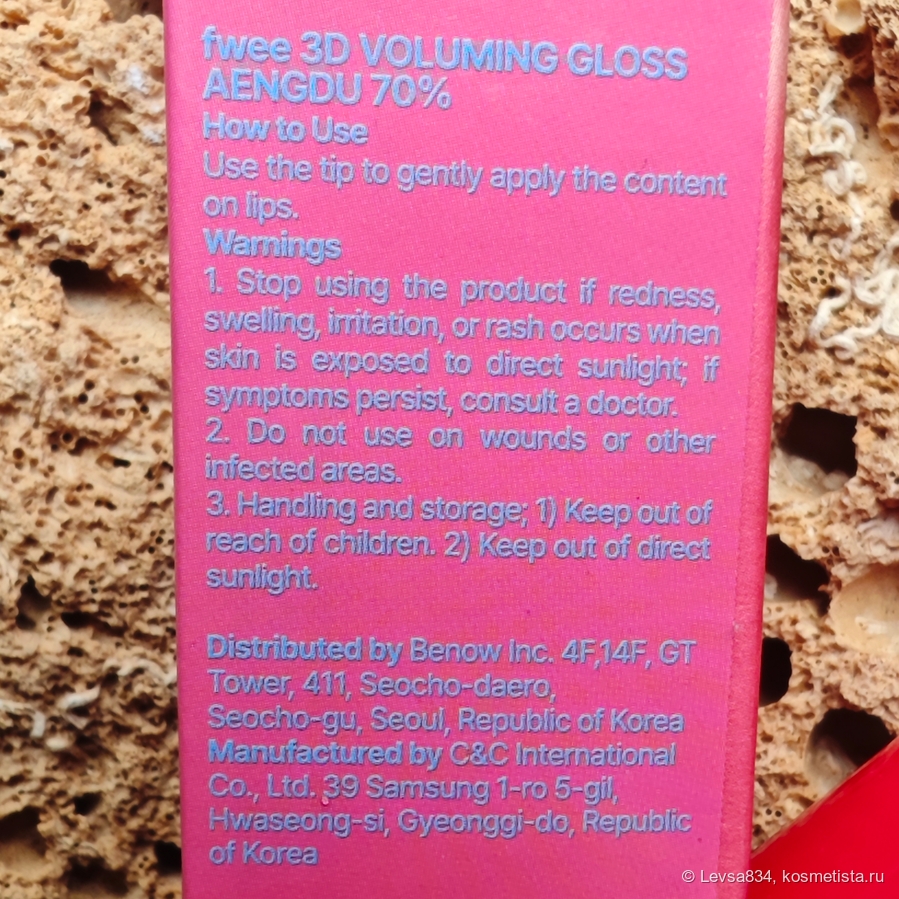 fwee 3D VOLUMING GLOSS
AENGDU 70%
How to Use
Use the tip to gently apply the content
on lips.
Warnings
1. Stop using the product if redness,
swelling, irritation, or rash occurs when
skin is exposed to direct sunlight; if
symptoms persist, consult a doctor.
2. Do not use on wounds or other
infected areas.
3. Handling and storage; 1) Keep out of
reach of children. 2) Keep out of direct
sunlight.
Distributed by Benow Inc. 4F,14F, GT
Tower, 411, Seocho-daero,
Seocho-gu, Seoul, Republic of Korea
Manufactured by C&C International
Co., Ltd. 39 Samsung 1-ro 5-gil,
Hwaseong-si, Gyeonggi-do, Republic
of Korea
© Levsa834, kosmetista.ru